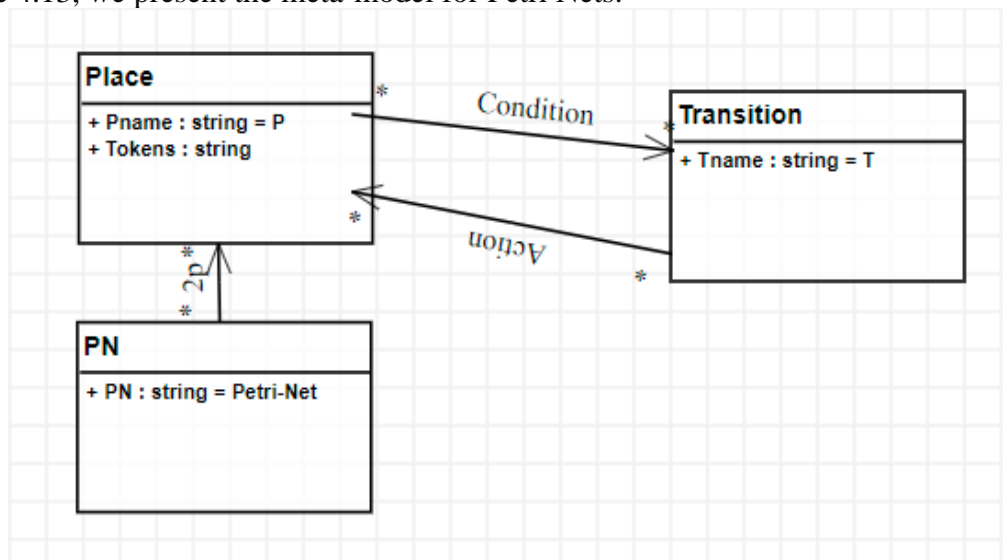 4.15, we present the meta-model for Petri Nets.
Place
+ Pname : string = P
+ Tokens : string
*
Condition
*
Transition
+ Tname : string = T
*
Action
*
*
2p
*
PN
+ PN : string = Petri-Net